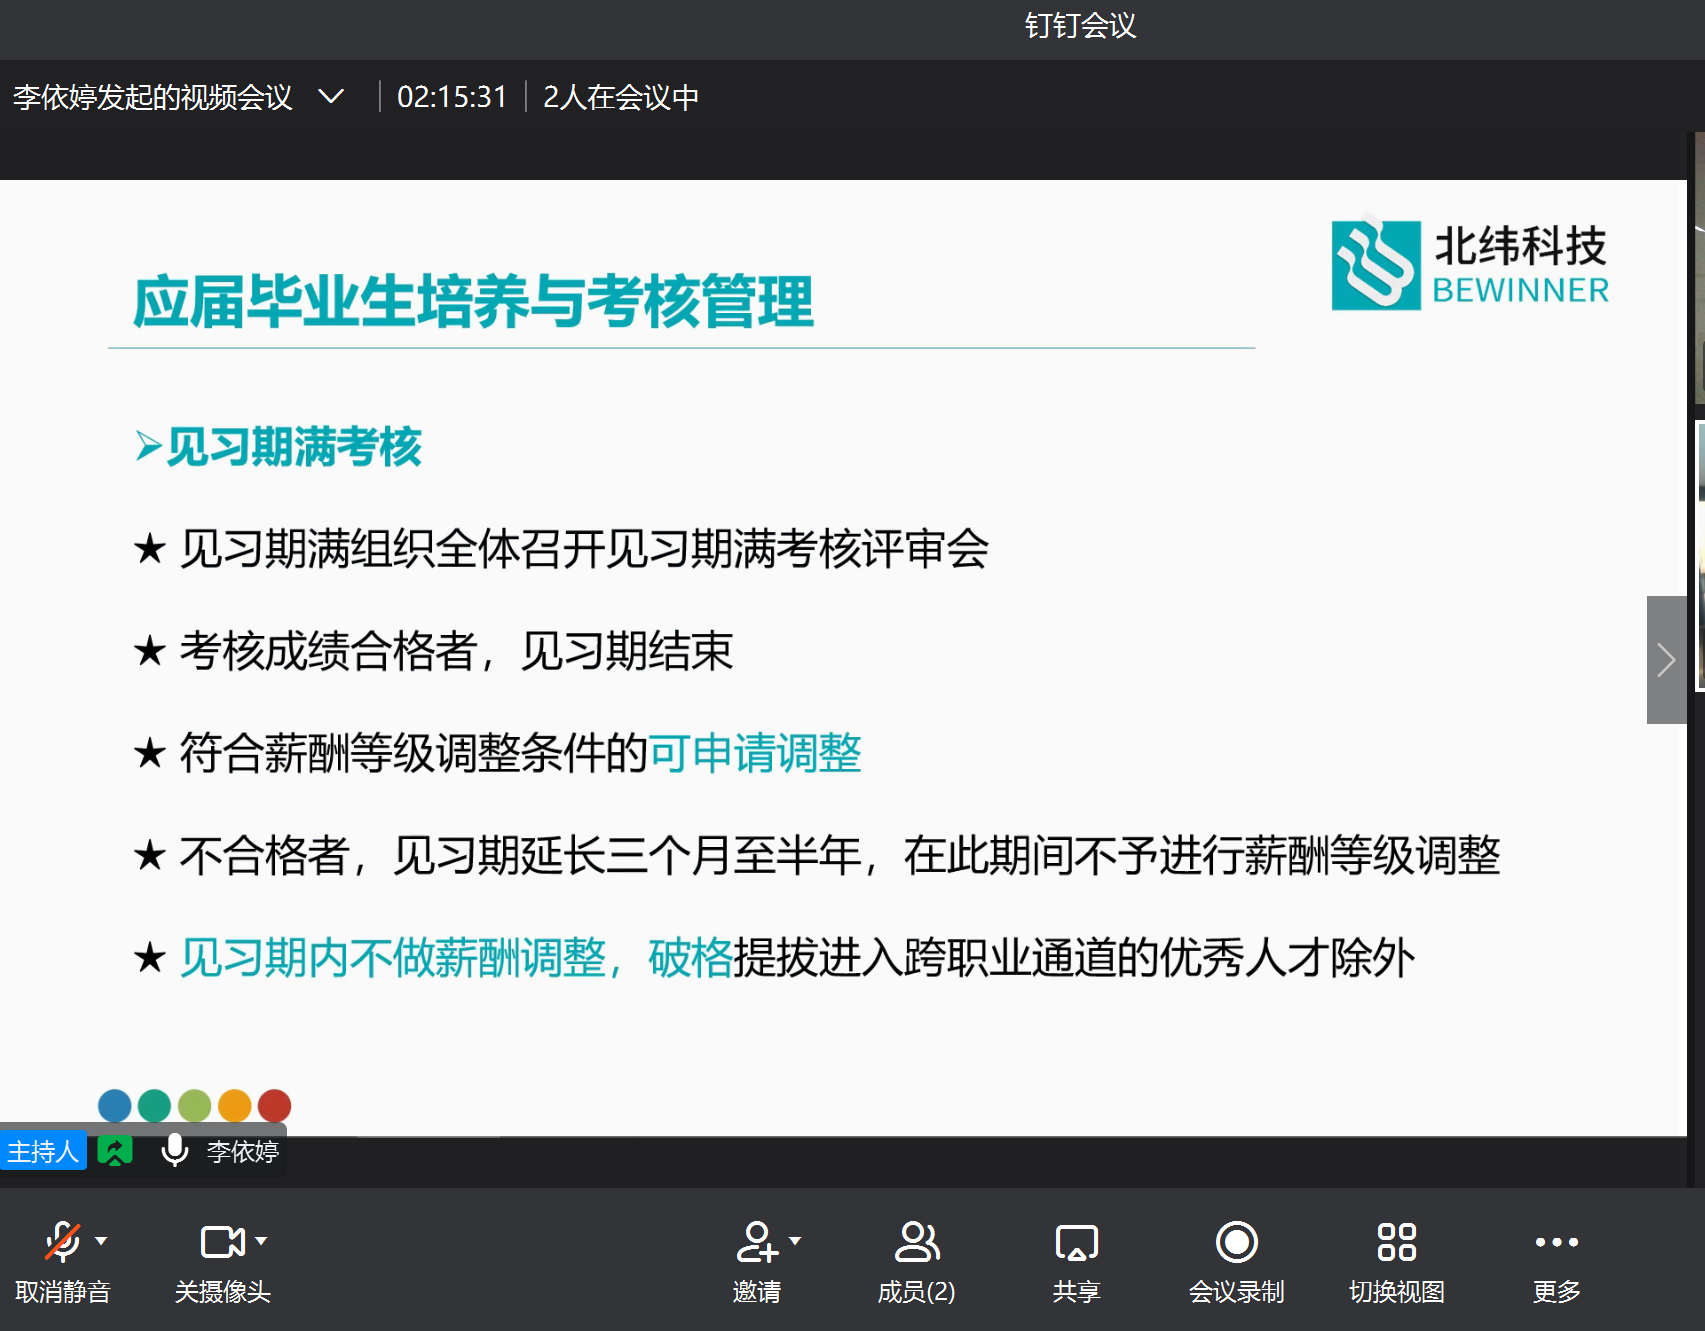 钉钉会议
李依婷发起的视频会议 02:15:31 2人在会议中
北纬科技
BEWINNER
应届毕业生培养与考核管理
➢见习期满考核
★ 见习期满组织全体召开见习期满考核评审会
★ 考核成绩合格者，见习期结束
★ 符合薪酬等级调整条件的可申请调整
★ 不合格者，见习期延长三个月至半年，在此期间不予进行薪酬等级调整
★ 见习期内不做薪酬调整，破格提拔进入跨职业通道的优秀人才除外
主持人 李依婷
取消静音 关摄像头 邀请 成员(2) 共享 会议录制 切换视图 更多